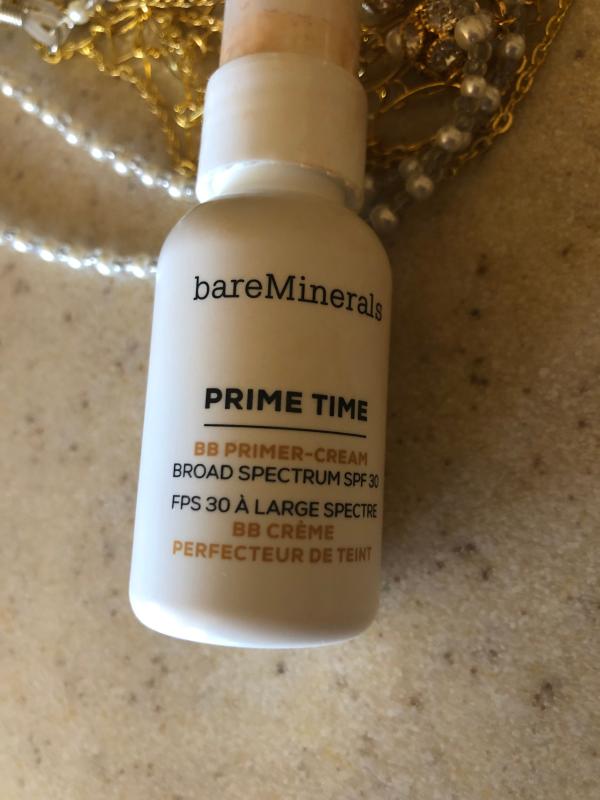 bareMinerals
PRIME TIME
BB PRIMER-CREAM
BROAD SPECTRUM SPF 30
FPS 30 À LARGE SPECTRE
BB CRÈME
PERFECTEUR DE TEINT